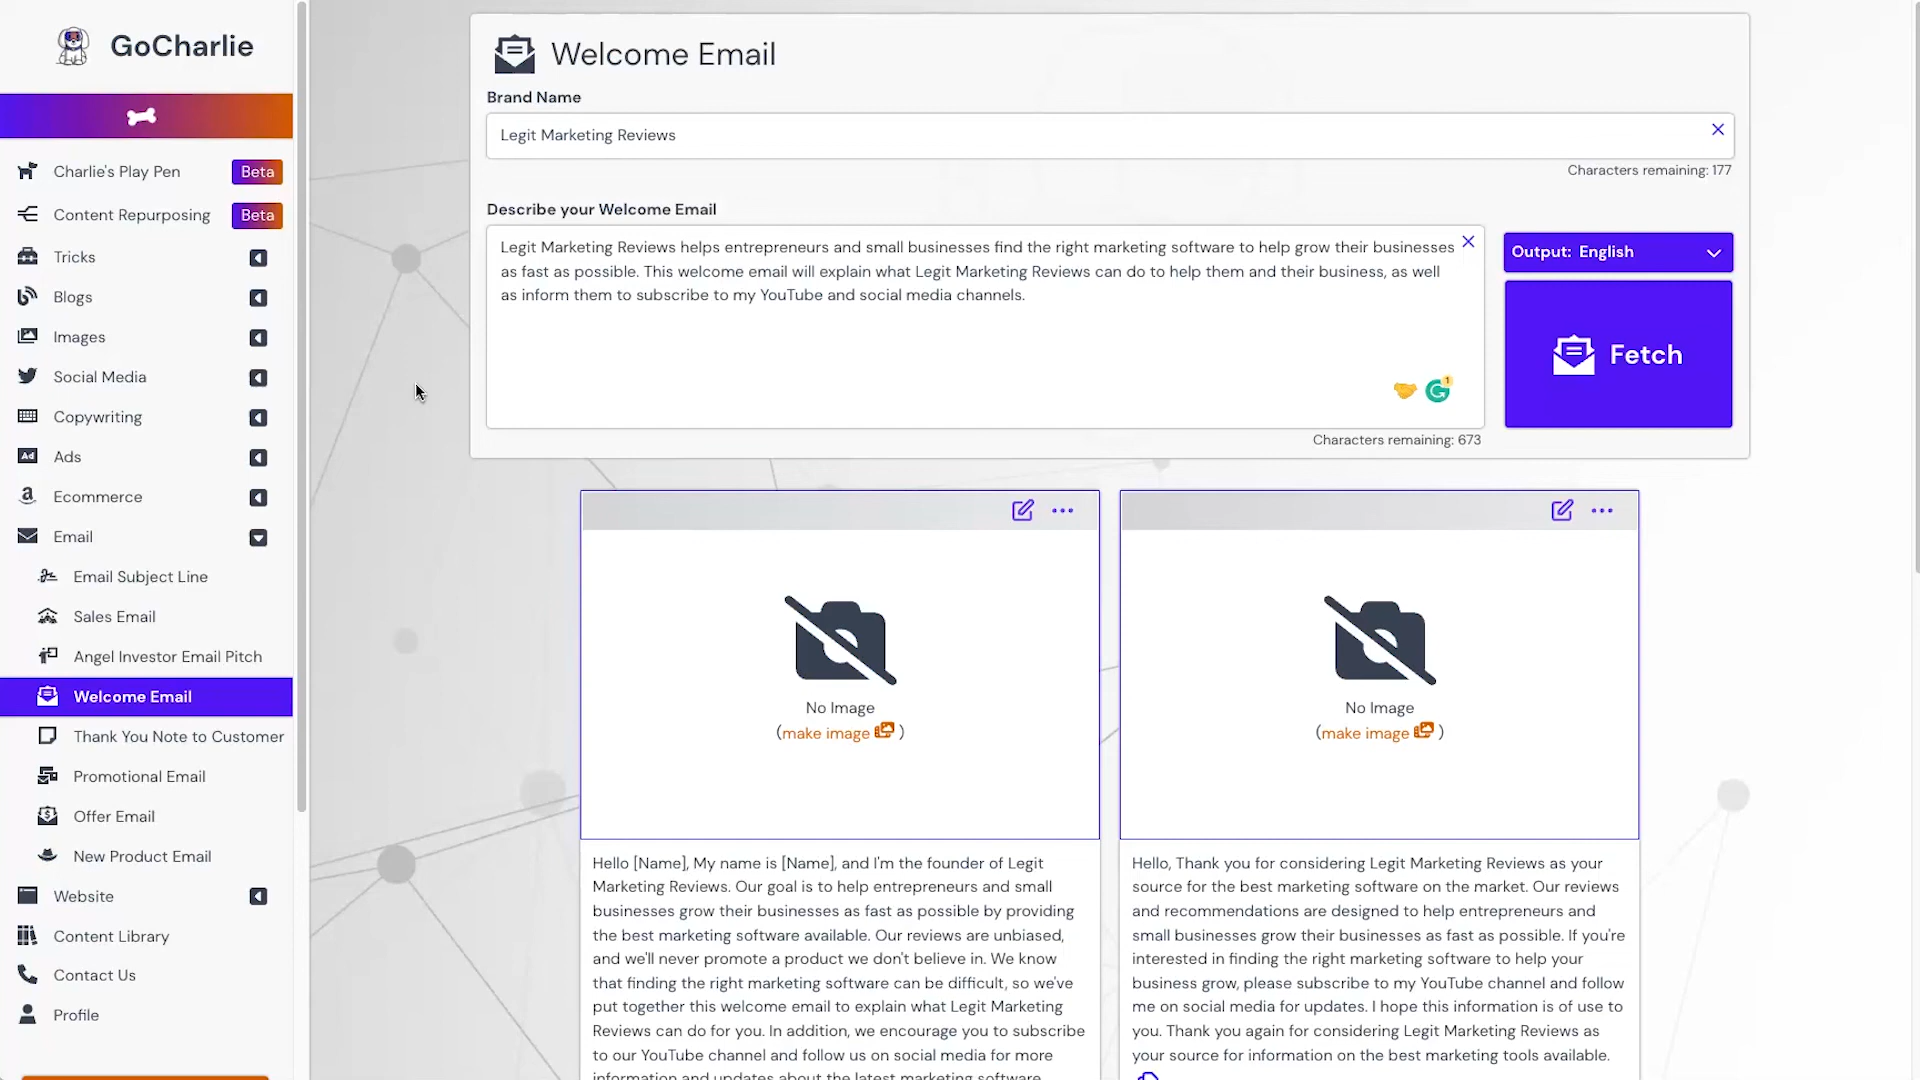 GoCharlie
Charlie's Play Pen Beta
Content Repurposing Beta
Tricks
Blogs
Images
Social Media
Copywriting
Ad Ads
Ecommerce
Email
Email Subject Line
Sales Email
Angel Investor Email Pitch
Welcome Email
Thank You Note to Customer
Promotional Email
Offer Email
New Product Email
Website
Content Library
Contact Us
Profile
Welcome Email
Brand Name
Legit Marketing Reviews
Characters remaining: 177
Describe your Welcome Email
Legit Marketing Reviews helps entrepreneurs and small businesses find the right marketing software to help grow their businesses
as fast as possible. This welcome email will explain what Legit Marketing Reviews can do to help them and their business, as well
as inform them to subscribe to my YouTube and social media channels.
1
Characters remaining: 673
Output: English
Fetch
No Image
(make image )
Hello [Name], My name is [Name], and I'm the founder of Legit
Marketing Reviews. Our goal is to help entrepreneurs and small
businesses grow their businesses as fast as possible by providing
the best marketing software available. Our reviews are unbiased,
and we'll never promote a product we don't believe in. We know
that finding the right marketing software can be difficult, so we've
put together this welcome email to explain what Legit Marketing
Reviews can do for you. In addition, we encourage you to subscribe
to our YouTube channel and follow us on social media for more
information and updates about the latest marketing software
No Image
(make image )
Hello, Thank you for considering Legit Marketing Reviews as your
source for the best marketing software on the market. Our reviews
and recommendations are designed to help entrepreneurs and
small businesses grow their businesses as fast as possible. If you're
interested in finding the right marketing software to help your
business grow, please subscribe to my YouTube channel and follow
me on social media for updates. I hope this information is of use to
you. Thank you again for considering Legit Marketing Reviews as
your source for information on the best marketing tools available.